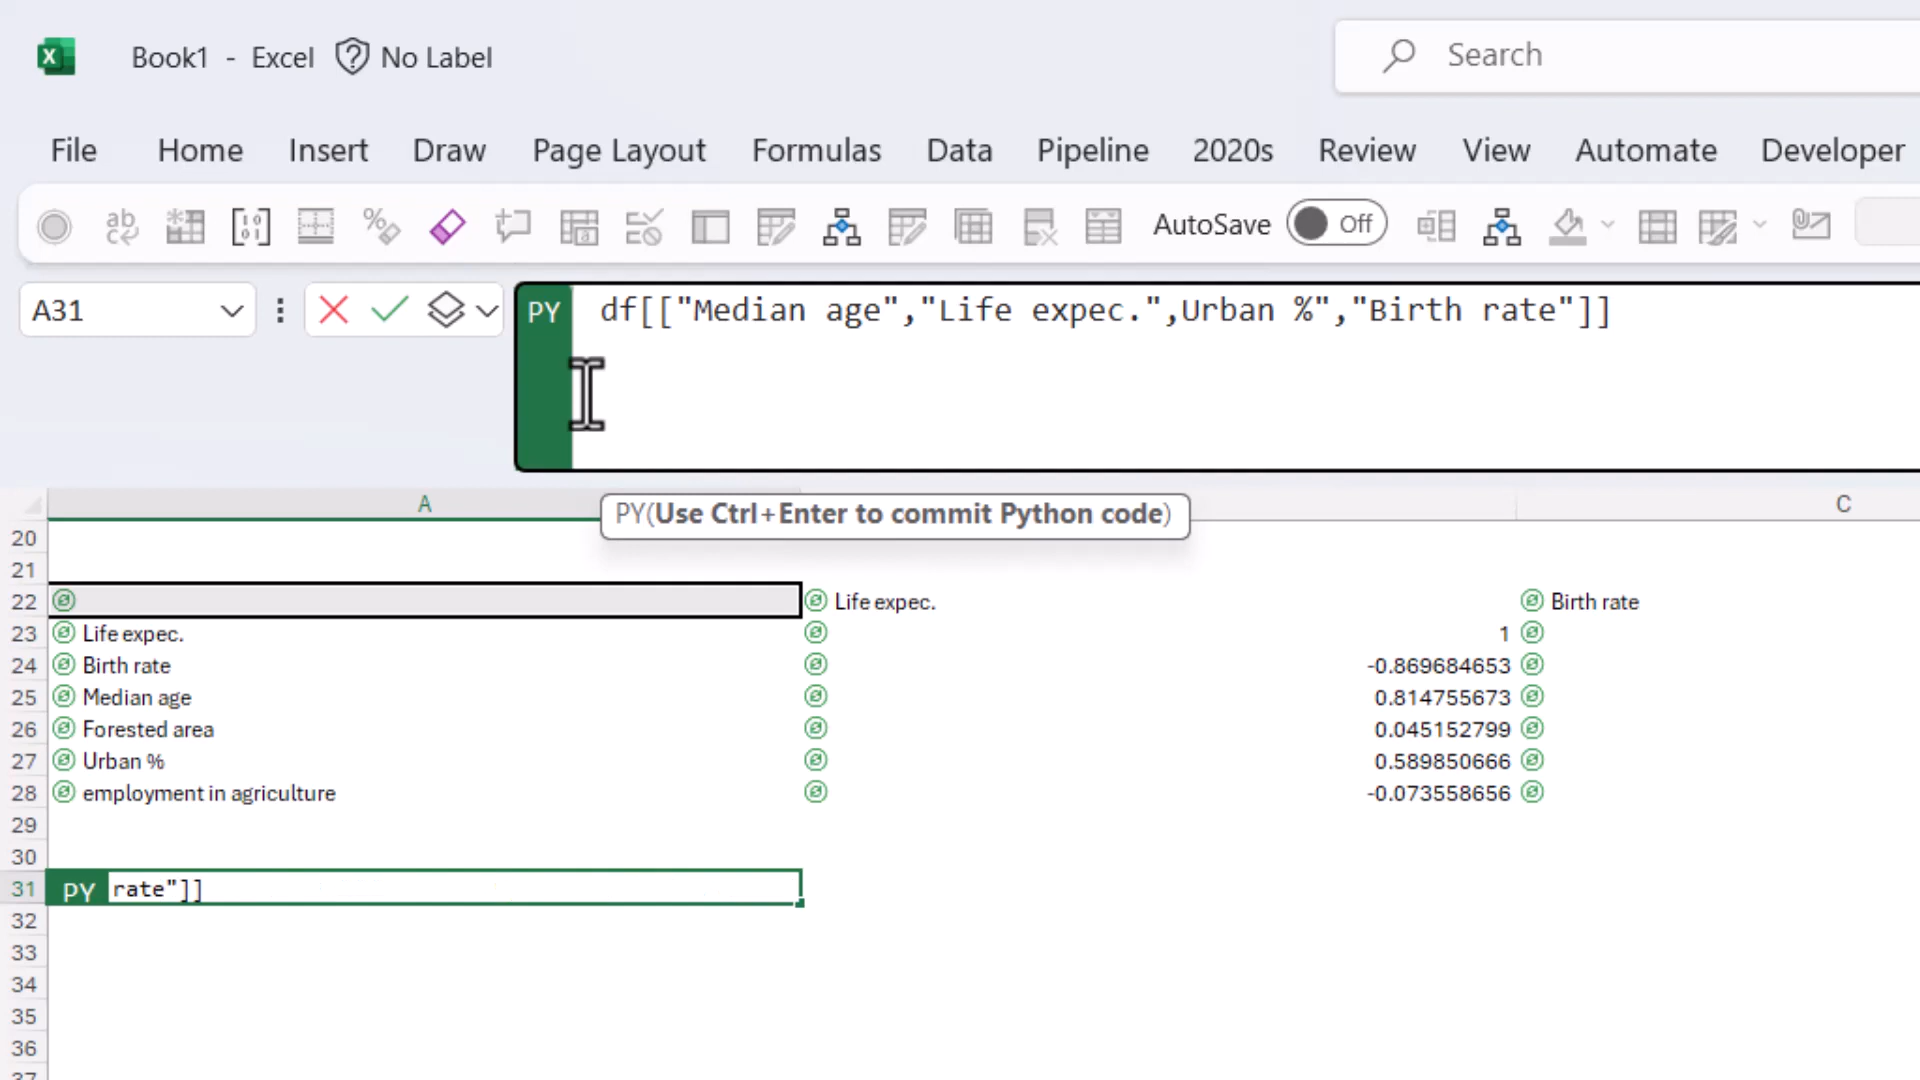 Book1 - Excel No Label
Search
File Home Insert Draw Page Layout Formulas Data Pipeline 2020s Review View Automate Developer
AutoSave Off
A31
PY df[["Median age","Life expec.",Urban %","Birth rate"]]
PY(Use Ctrl+Enter to commit Python code)
A C
20
21
22 Life expec. Birth rate
23 Life expec. 1
24 Birth rate -0.869684653
25 Median age 0.814755673
26 Forested area 0.045152799
27 Urban % 0.589850666
28 employment in agriculture -0.073558656
29
30
31 PY rate"]]
32
33
34
35
36
37